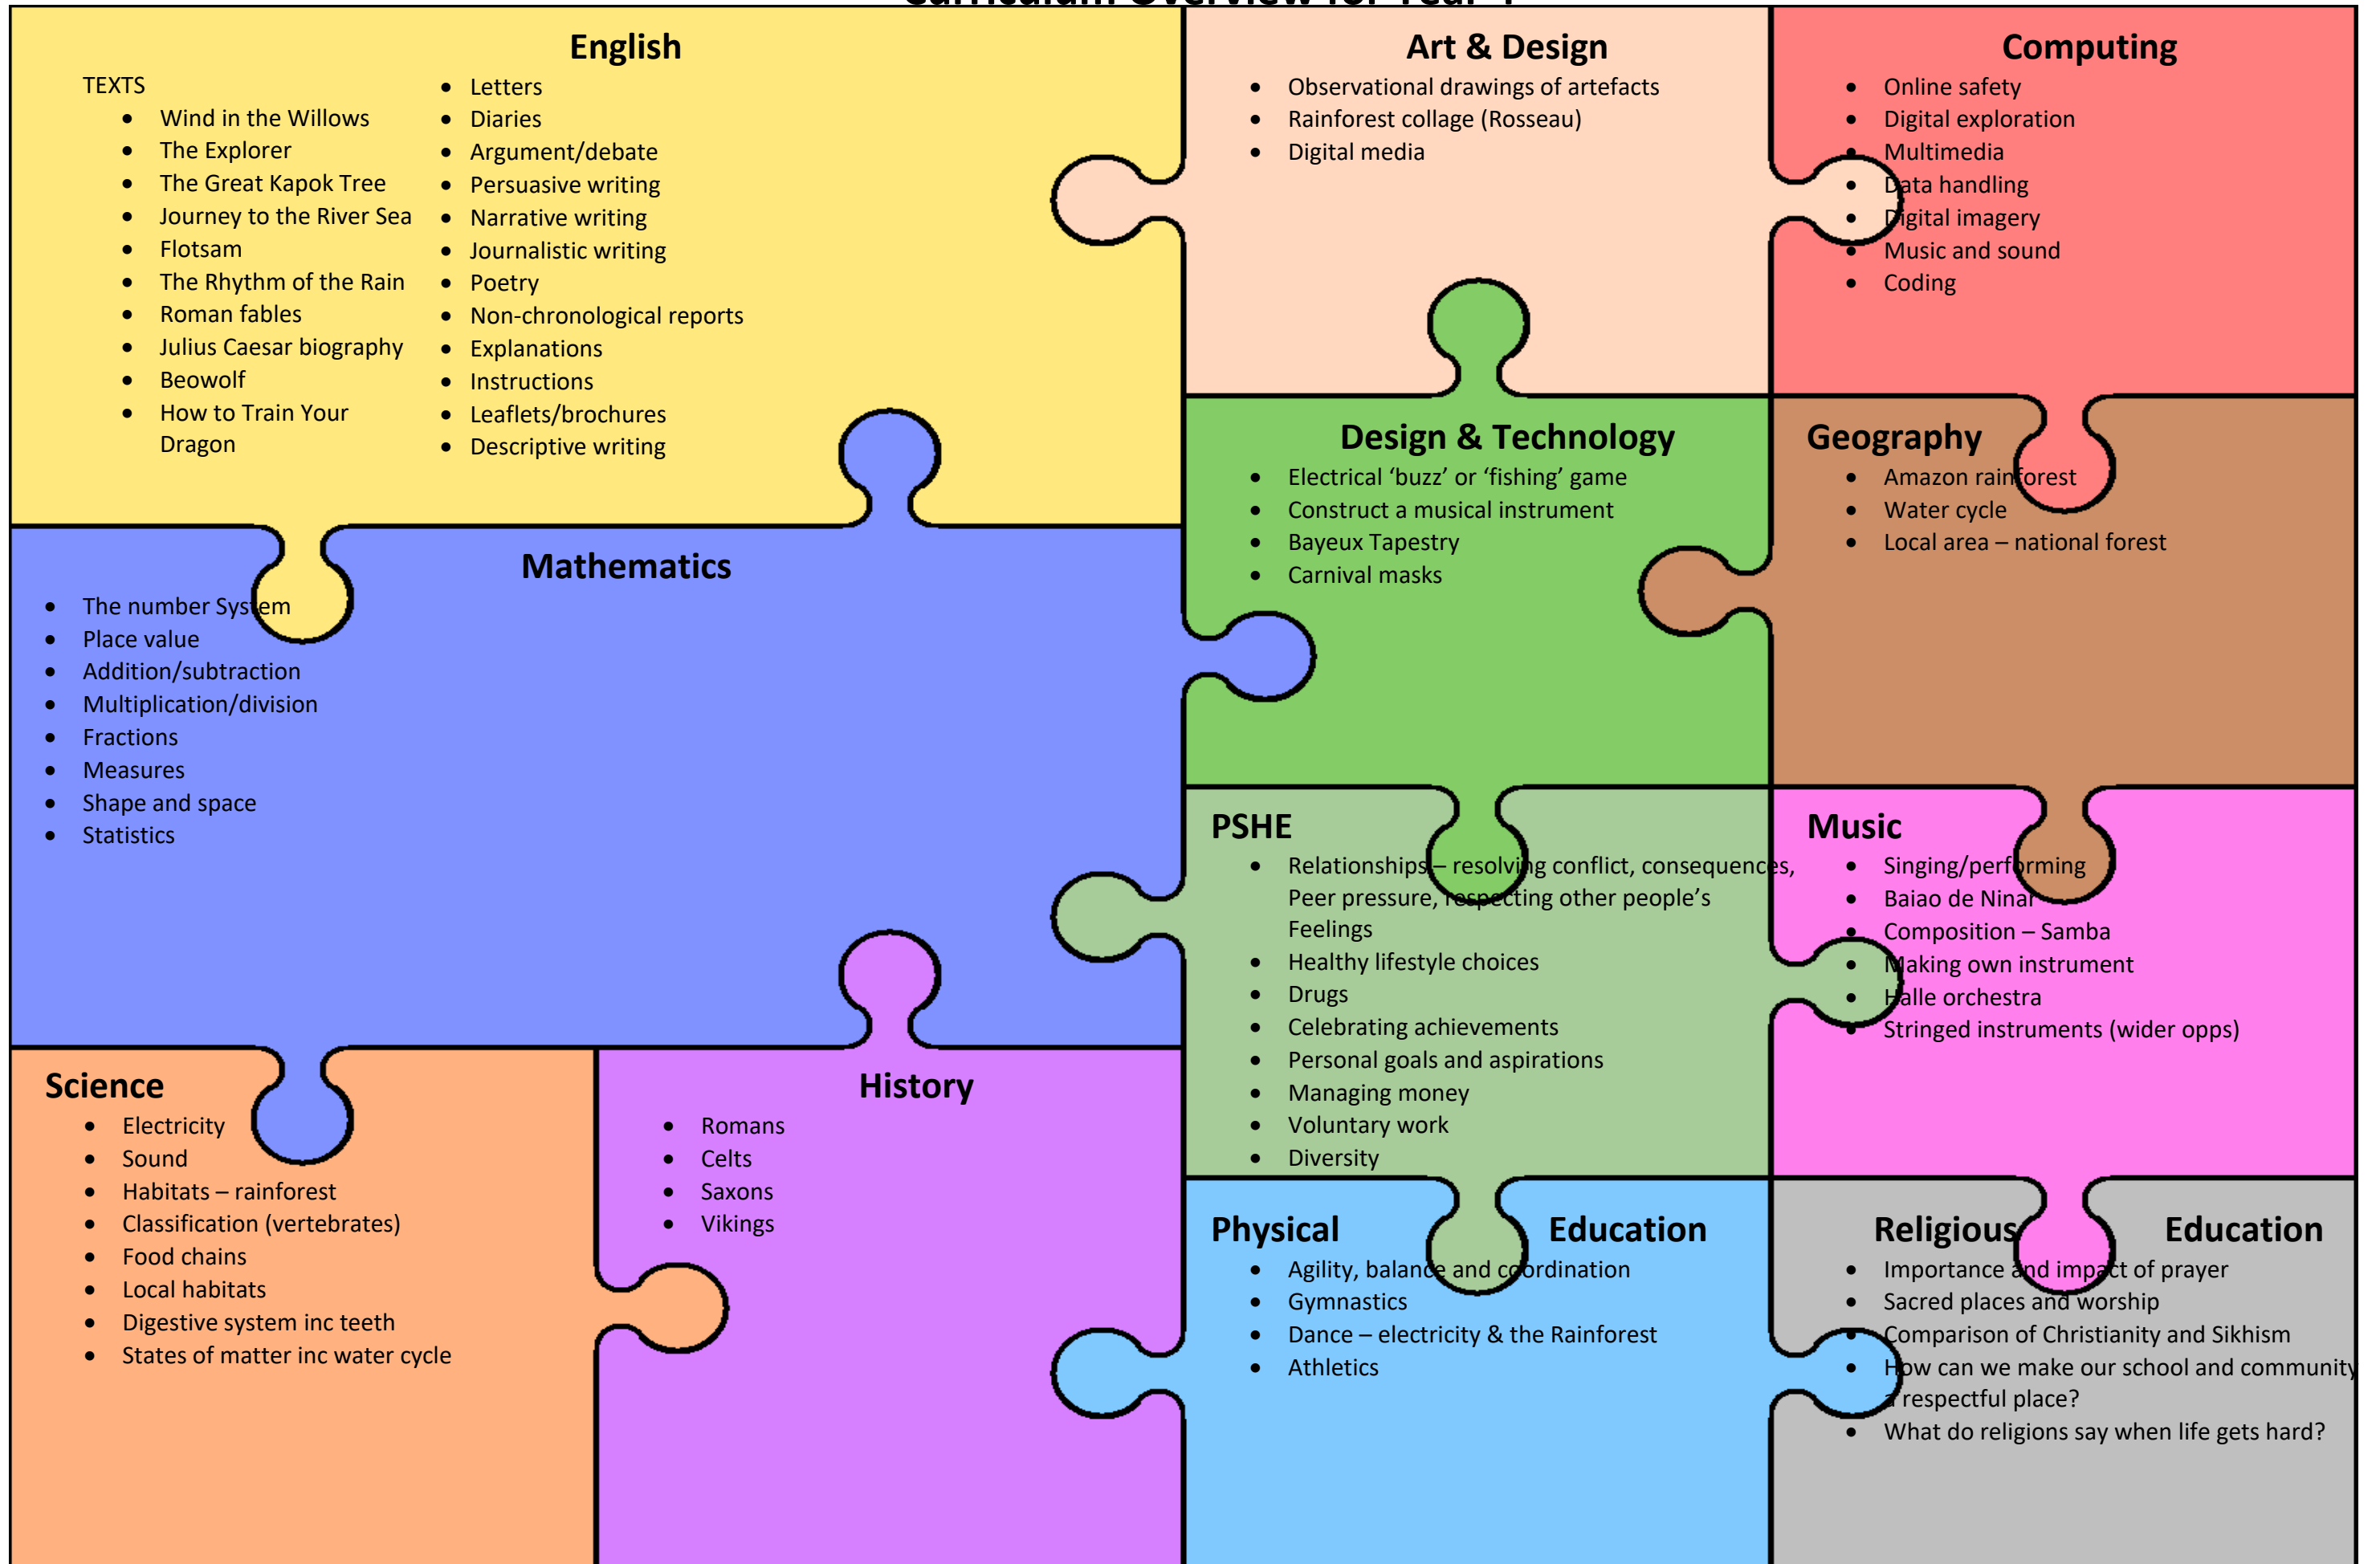 Curriculum Overview for Year 4
English
TEXTS
• Wind in the Willows
• The Explorer
• The Great Kapok Tree
• Journey to the River Sea
• Flotsam
• The Rhythm of the Rain
• Roman fables
• Julius Caesar biography
• Beowolf
• How to Train Your
Dragon
• Letters
• Diaries
• Argument/debate
• Persuasive writing
• Narrative writing
• Journalistic writing
• Poetry
• Non-chronological reports
• Explanations
• Instructions
• Leaflets/brochures
• Descriptive writing
Art & Design
• Observational drawings of artefacts
• Rainforest collage (Rosseau)
• Digital media
Computing
• Online safety
• Digital exploration
• Multimedia
• Data handling
• Digital imagery
• Music and sound
• Coding
Mathematics
• The number System
• Place value
• Addition/subtraction
• Multiplication/division
• Fractions
• Measures
• Shape and space
• Statistics
Design & Technology
• Electrical ‘buzz’ or ‘fishing’ game
• Construct a musical instrument
• Bayeux Tapestry
• Carnival masks
Geography
• Amazon rainforest
• Water cycle
• Local area – national forest
PSHE
• Relationships – resolving conflict, consequences,
Peer pressure, respecting other people’s
Feelings
• Healthy lifestyle choices
• Drugs
• Celebrating achievements
• Personal goals and aspirations
• Managing money
• Voluntary work
• Diversity
Music
• Singing/performing
• Baiao de Ninar
• Composition – Samba
• Making own instrument
• Halle orchestra
• Stringed instruments (wider opps)
Science
• Electricity
• Sound
• Habitats – rainforest
• Classification (vertebrates)
• Food chains
• Local habitats
• Digestive system inc teeth
• States of matter inc water cycle
History
• Romans
• Celts
• Saxons
• Vikings
Physical Education
• Agility, balance and coordination
• Gymnastics
• Dance – electricity & the Rainforest
• Athletics
Religious Education
• Importance and impact of prayer
• Sacred places and worship
• Comparison of Christianity and Sikhism
• How can we make our school and community
a respectful place?
• What do religions say when life gets hard?